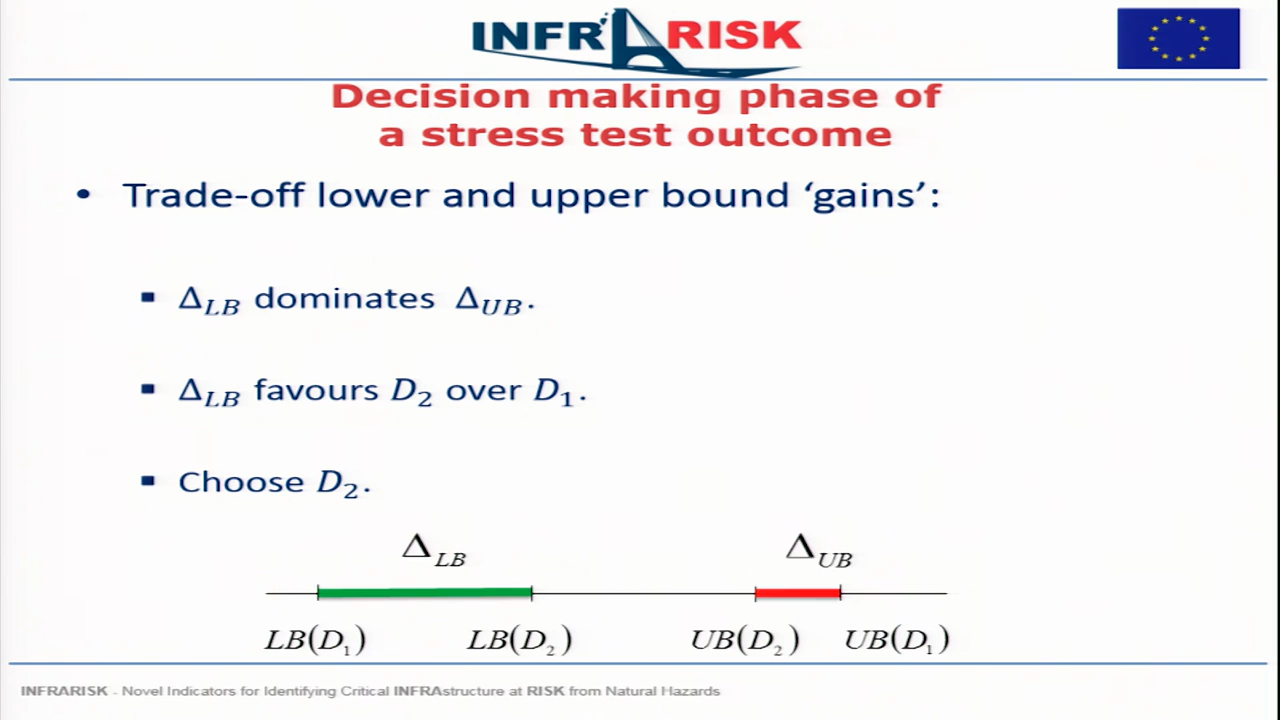 INFRARISK
Decision making phase of
a stress test outcome
• Trade-off lower and upper bound ‘gains’:
▪ Δ_LB dominates Δ_UB.
▪ Δ_LB favours D₂ over D₁.
▪ Choose D₂.
Δ_LB Δ_UB
LB(D₁) LB(D₂) UB(D₂) UB(D₁)
INFRARISK - Novel Indicators for Identifying Critical INFRAstructure at RISK from Natural Hazards